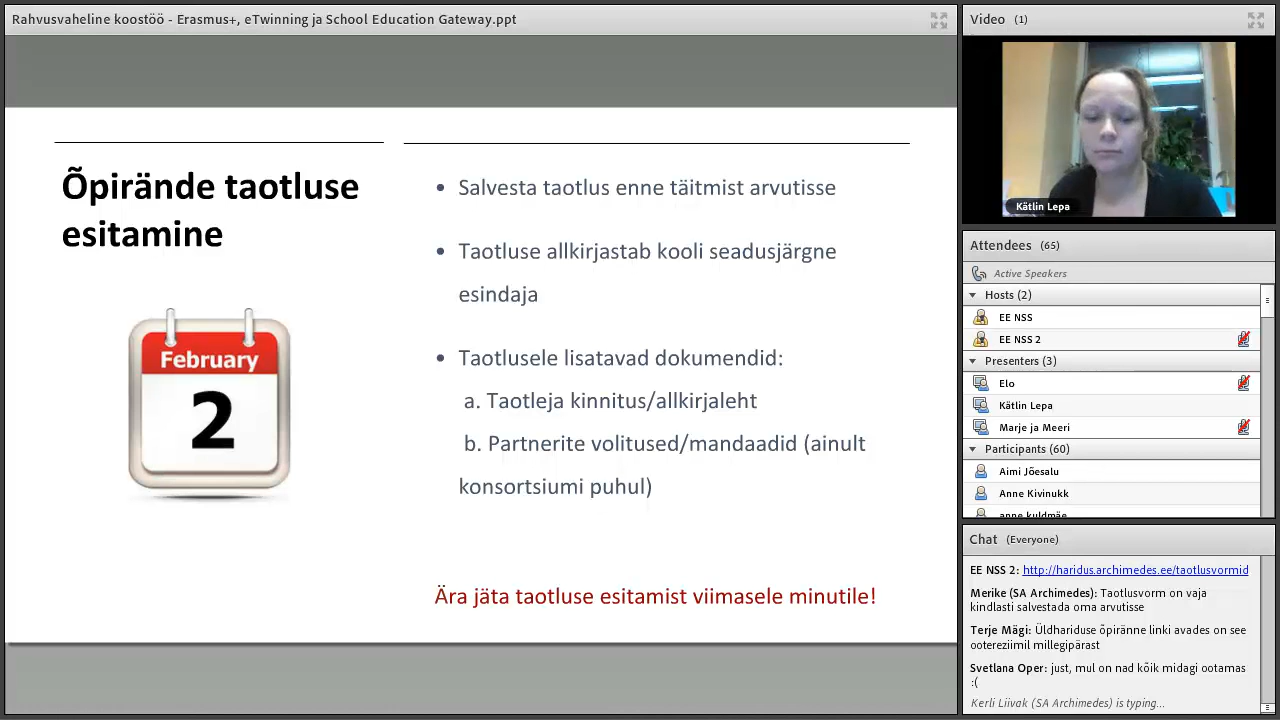 Rahvusvaheline koostöö - Erasmus+, eTwinning ja School Education Gateway.ppt
Õpirände taotluse
esitamine
February
2
• Salvesta taotlus enne täitmist arvutisse
• Taotluse allkirjastab kooli seadusjärgne
esindaja
• Taotlusele lisatavad dokumendid:
a. Taotleja kinnitus/allkirjaleht
b. Partnerite volitused/mandaadid (ainult
konsortsiumi puhul)
Ära jäta taotluse esitamist viimasele minutile!
Video (1)
Kätlin Lepa
Attendees (65)
Active Speakers
Hosts (2)
EE NSS
EE NSS 2
Presenters (3)
Elo
Kätlin Lepa
Marje ja Meeri
Participants (60)
Aimi Jõesalu
Anne Kivinukk
anne kuldmäe
Chat (Everyone)
EE NSS 2: http://haridus.archimedes.ee/taotlusvormid
Merike (SA Archimedes): Taotlusvorm on vaja
kindlasti salvestada oma arvutisse
Terje Mägi: Üldhariduse õpiränne linki avades on see
ootereziimil millegipärast
Svetlana Oper: just, mul on nad kõik midagi ootamas
:(
Kerli Liivak (SA Archimedes) is typing...